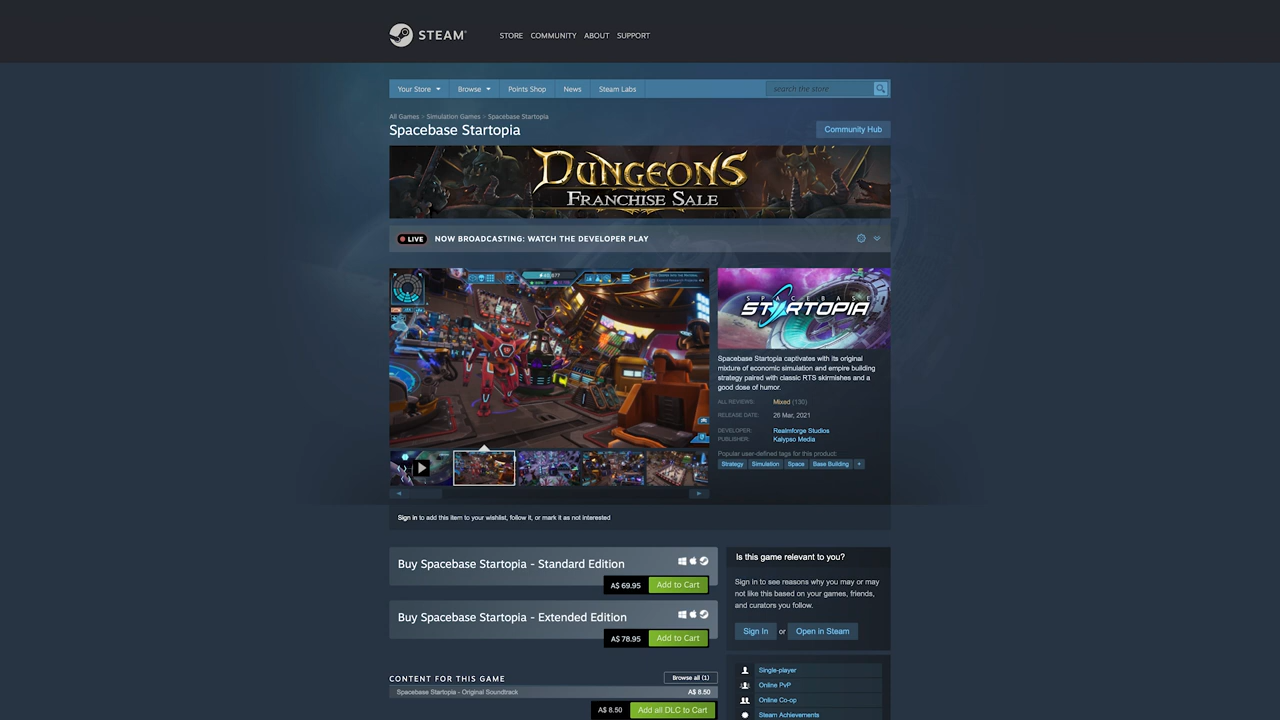 STEAM
STORE COMMUNITY ABOUT SUPPORT
Your Store Browse Points Shop News Steam Labs search the store
All Games > Simulation Games > Spacebase Startopia
Spacebase Startopia
Community Hub
DUNGEONS
FRANCHISE SALE
LIVE NOW BROADCASTING: WATCH THE DEVELOPER PLAY
SPACEBASE
STARTOPIA
Spacebase Startopia captivates with its original
mixture of economic simulation and empire building
strategy paired with classic RTS skirmishes and a
good dose of humor.
ALL REVIEWS: Mixed (130)
RELEASE DATE: 26 Mar, 2021
DEVELOPER: Realmforge Studios
PUBLISHER: Kalypso Media
Popular user-defined tags for this product:
Strategy Simulation Space Base Building +
Sign in to add this item to your wishlist, follow it, or mark it as not interested
Buy Spacebase Startopia - Standard Edition
A$ 69.95 Add to Cart
Buy Spacebase Startopia - Extended Edition
A$ 78.95 Add to Cart
CONTENT FOR THIS GAME Browse all (1)
Spacebase Startopia - Original Soundtrack A$ 8.50
A$ 8.50 Add all DLC to Cart
Is this game relevant to you?
Sign in to see reasons why you may or may
not like this based on your games, friends,
and curators you follow.
Sign In or Open in Steam
Single-player
Online PvP
Online Co-op
Steam Achievements